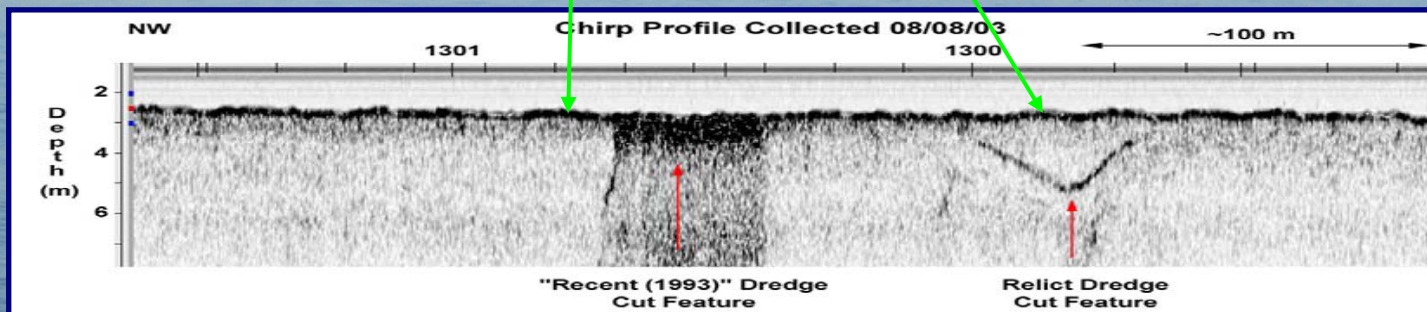 NW
Chirp Profile Collected 08/08/03
1301
1300
~100 m
2
4
6
Depth
(m)
"Recent (1993)" Dredge
Cut Feature
Relict Dredge
Cut Feature